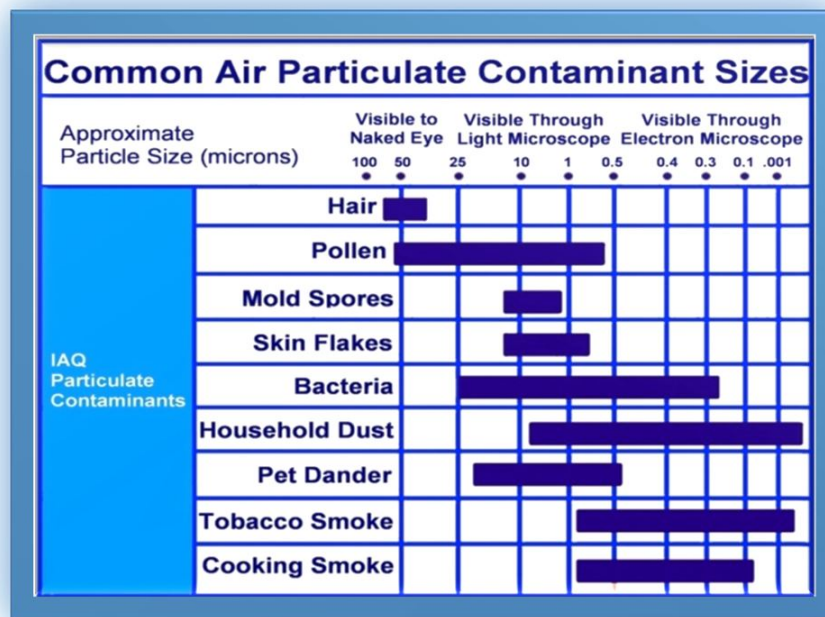 Common Air Particulate Contaminant Sizes
Approximate
Particle Size (microns)
Visible to
Naked Eye
Visible Through
Light Microscope
Visible Through
Electron Microscope
100 50 25 10 1 0.5 0.4 0.3 0.1 .001
IAQ
Particulate
Contaminants
Hair
Pollen
Mold Spores
Skin Flakes
Bacteria
Household Dust
Pet Dander
Tobacco Smoke
Cooking Smoke